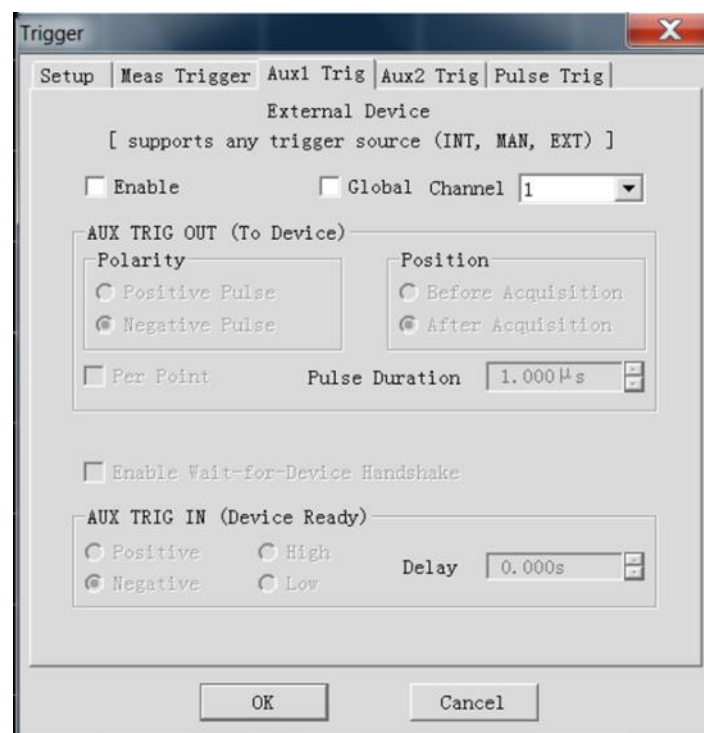 Trigger
Setup Meas Trigger Aux1 Trig Aux2 Trig Pulse Trig
External Device
[ supports any trigger source (INT, MAN, EXT) ]
Enable Global Channel 1
AUX TRIG OUT (To Device)
Polarity Position
Positive Pulse Before Acquisition
Negative Pulse After Acquisition
Per Point Pulse Duration 1.000μs
Enable Wait-for-Device Handshake
AUX TRIG IN (Device Ready)
Positive High
Delay 0.000s
Negative Low
OK Cancel